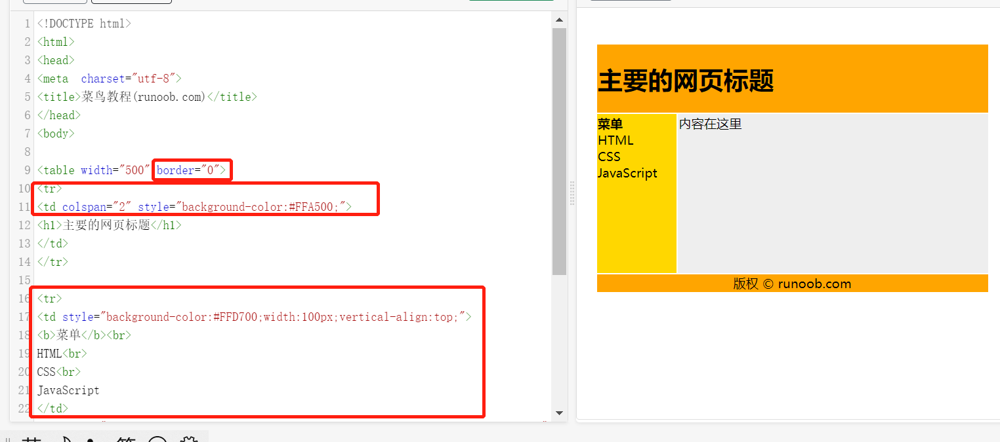 1 <!DOCTYPE html>
2 <html>
3 <head>
4 <meta  charset="utf-8">
5 <title>菜鸟教程(runoob.com)</title>
6 </head>
7 <body>
8
9 <table width="500" border="0">
10 <tr>
11 <td colspan="2" style="background-color:#FFA500;">
12 <h1>主要的网页标题</h1>
13 </td>
14 </tr>
15
16 <tr>
17 <td style="background-color:#FFD700;width:100px;vertical-align:top;">
18 <b>菜单</b><br>
19 HTML<br>
20 CSS<br>
21 JavaScript
22 </td>
主要的网页标题
菜单
HTML
CSS
JavaScript
内容在这里
版权 © runoob.com